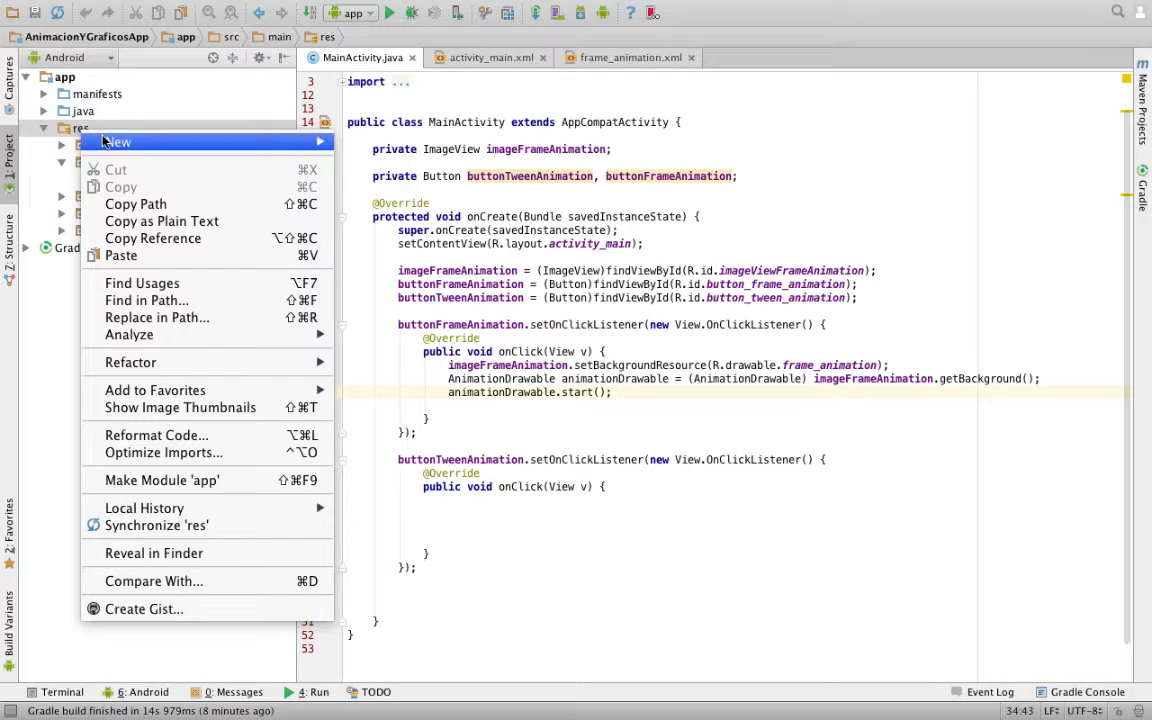 app
AnimacionYGraficosApp app src main res
Android
MainActivity.java activity_main.xml frame_animation.xml
Captures
1: Project
7: Structure
2: Favorites
Build Variants
Maven Projects
Gradle
app
manifests
java
res
Grad
New
Cut ⌘X
Copy ⌘C
Copy Path ⇧⌘C
Copy as Plain Text
Copy Reference ⌥⇧⌘C
Paste ⌘V
Find Usages ⌥F7
Find in Path... ⇧⌘F
Replace in Path... ⇧⌘R
Analyze
Refactor
Add to Favorites
Show Image Thumbnails ⇧⌘T
Reformat Code... ⌥⌘L
Optimize Imports... ^⌥O
Make Module 'app' ⇧⌘F9
Local History
Synchronize 'res'
Reveal in Finder
Compare With... ⌘D
Create Gist...
3 import ...
12
13
14 public class MainActivity extends AppCompatActivity {
private ImageView imageFrameAnimation;
private Button buttonTweenAnimation, buttonFrameAnimation;
@Override
protected void onCreate(Bundle savedInstanceState) {
super.onCreate(savedInstanceState);
setContentView(R.layout.activity_main);
imageFrameAnimation = (ImageView)findViewById(R.id.imageViewFrameAnimation);
buttonFrameAnimation = (Button)findViewById(R.id.button_frame_animation);
buttonTweenAnimation = (Button)findViewById(R.id.button_tween_animation);
buttonFrameAnimation.setOnClickListener(new View.OnClickListener() {
@Override
public void onClick(View v) {
imageFrameAnimation.setBackgroundResource(R.drawable.frame_animation);
AnimationDrawable animationDrawable = (AnimationDrawable) imageFrameAnimation.getBackground();
animationDrawable.start();
}
});
buttonTweenAnimation.setOnClickListener(new View.OnClickListener() {
@Override
public void onClick(View v) {
}
});
51 }
52 }
53
Terminal 6: Android 0: Messages 4: Run TODO Event Log Gradle Console
Gradle build finished in 14s 979ms (8 minutes ago) 34:43 LF÷ UTF-8÷